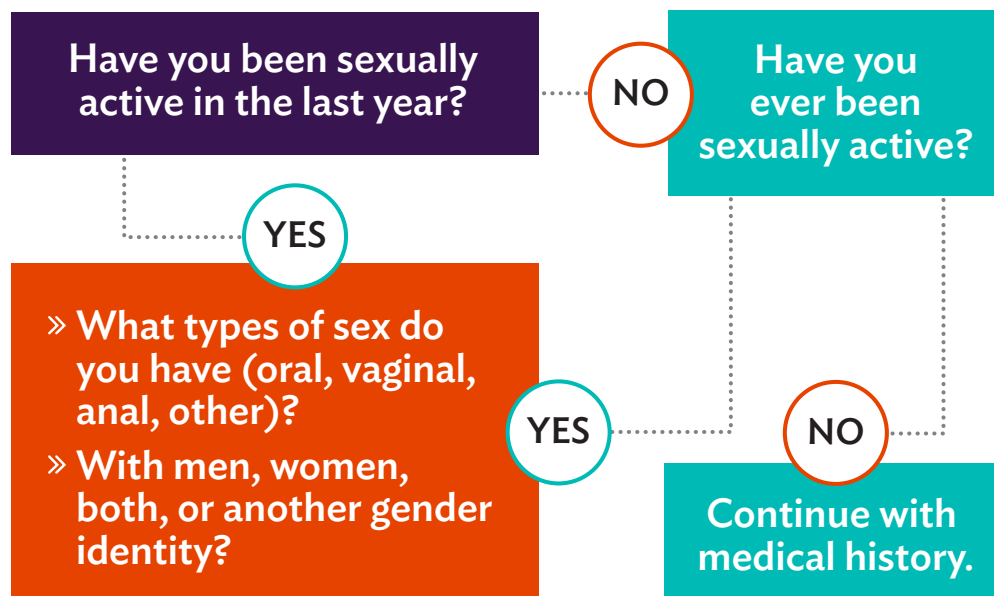 Have you been sexually
active in the last year?
NO
Have you
ever been
sexually active?
YES
» What types of sex do
you have (oral, vaginal,
anal, other)?
» With men, women,
both, or another gender
identity?
YES
NO
Continue with
medical history.